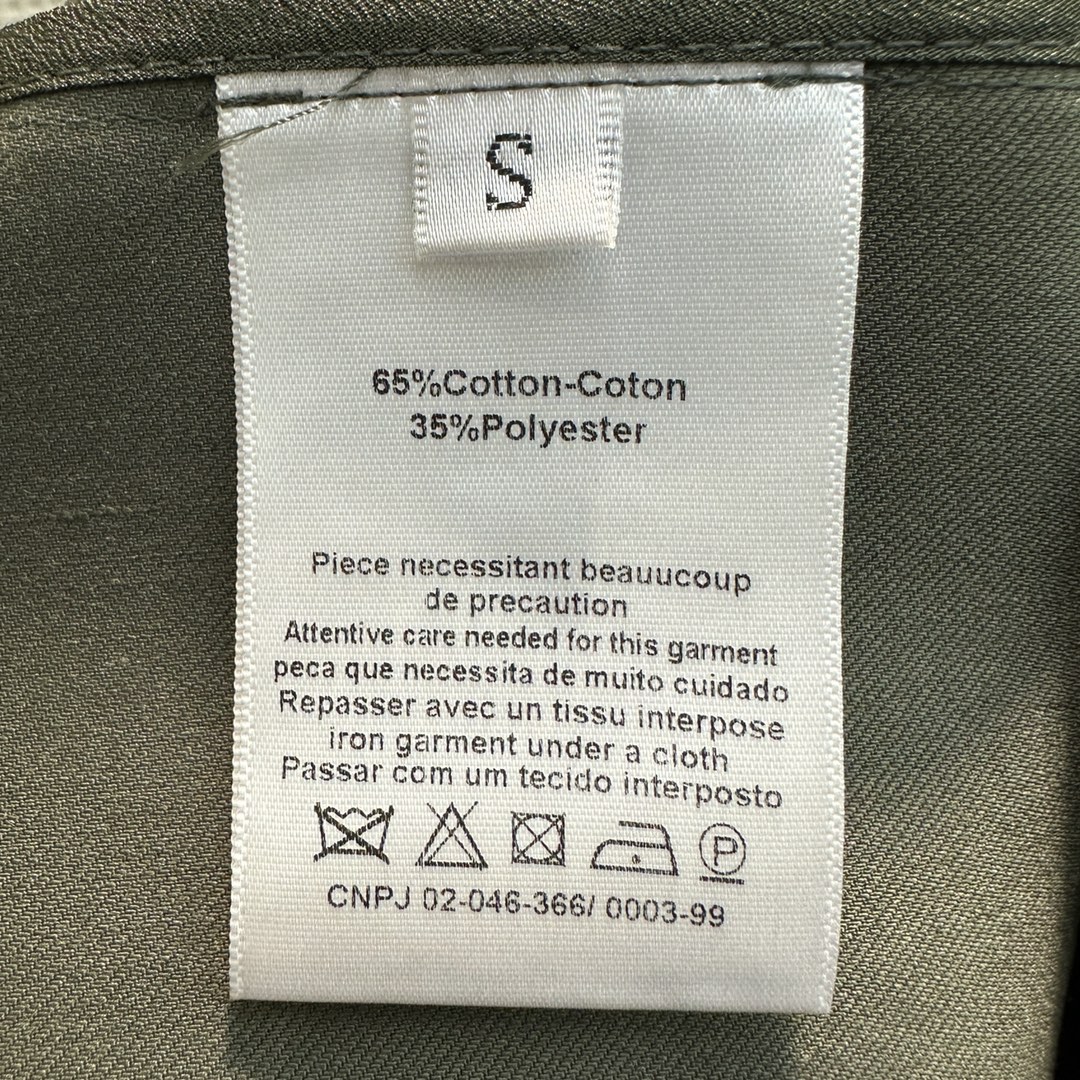 S
65%Cotton-Coton
35%Polyester
Piece necessitant beauucoup
de precaution
Attentive care needed for this garment
peca que necessita de muito cuidado
Repasser avec un tissu interpose
iron garment under a cloth
Passar com um tecido interposto
P
CNPJ 02-046-366/ 0003-99